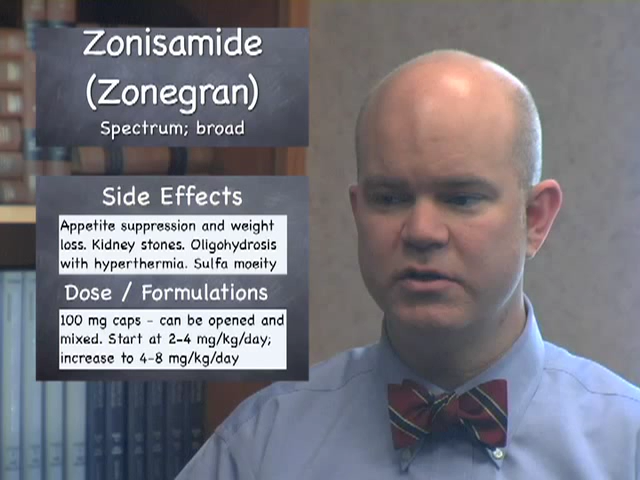 Zonisamide
(Zonegran)
Spectrum; broad
Side Effects
Appetite suppression and weight
loss. Kidney stones. Oligohydrosis
with hyperthermia. Sulfa moeity
Dose / Formulations
100 mg caps - can be opened and
mixed. Start at 2-4 mg/kg/day;
increase to 4-8 mg/kg/day